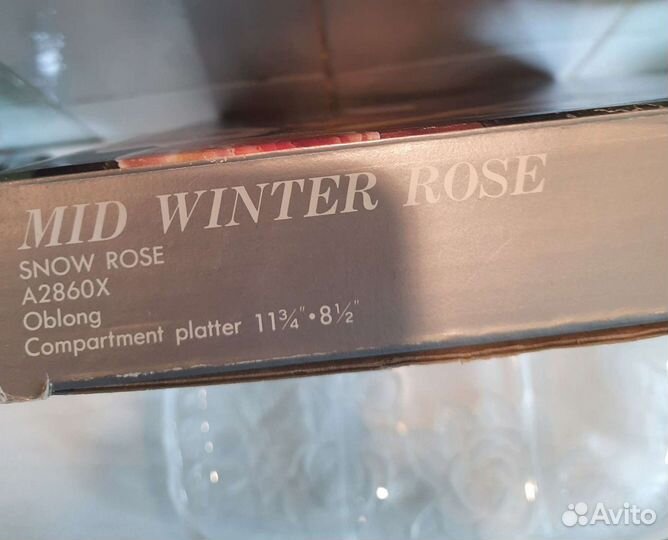 MID WINTER ROSE
SNOW ROSE
A2860X
Oblong
Compartment platter 11¾"•8½"
Avito